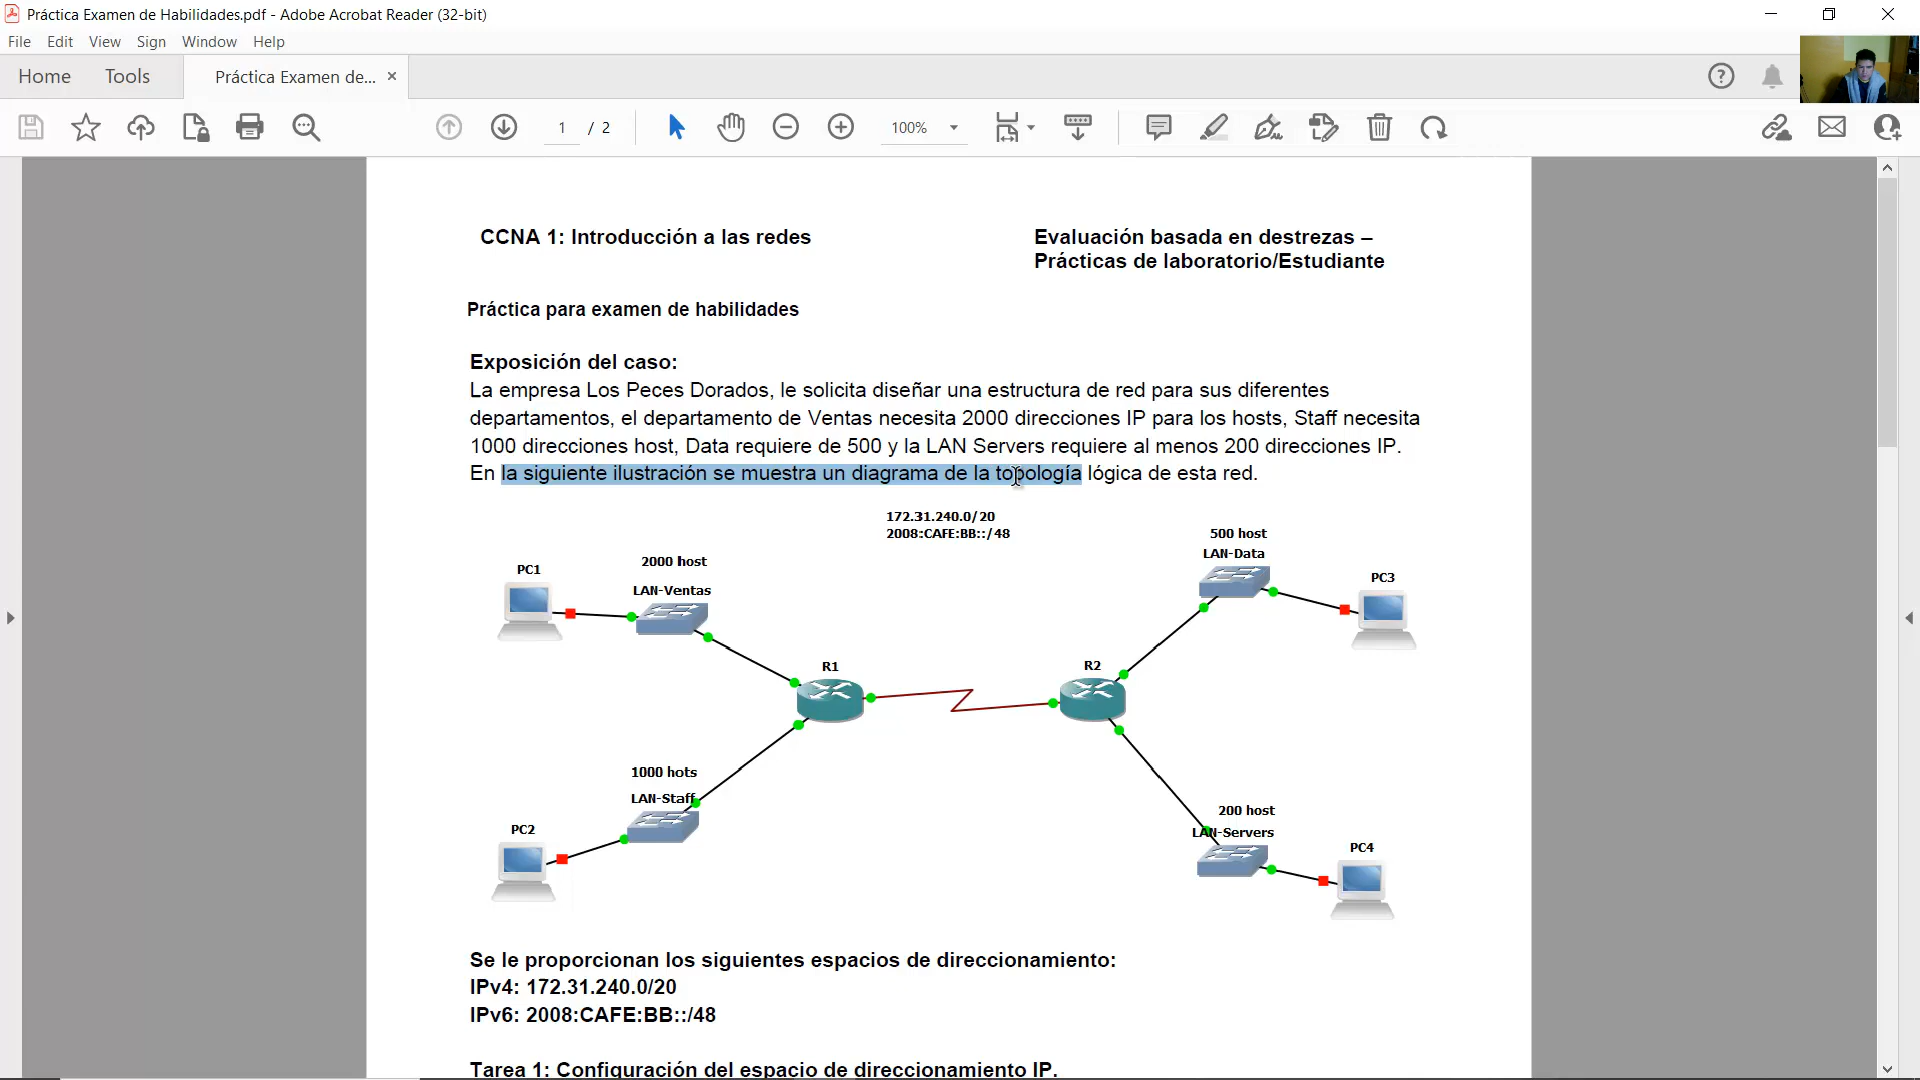 Práctica Examen de Habilidades.pdf - Adobe Acrobat Reader (32-bit)
File Edit View Sign Window Help
Home Tools Práctica Examen de... ×
1 / 2 100%
CCNA 1: Introducción a las redes
Evaluación basada en destrezas –
Prácticas de laboratorio/Estudiante
Práctica para examen de habilidades
Exposición del caso:
La empresa Los Peces Dorados, le solicita diseñar una estructura de red para sus diferentes
departamentos, el departamento de Ventas necesita 2000 direcciones IP para los hosts, Staff necesita
1000 direcciones host, Data requiere de 500 y la LAN Servers requiere al menos 200 direcciones IP.
En la siguiente ilustración se muestra un diagrama de la topología lógica de esta red.
172.31.240.0/20
2008:CAFE:BB::/48
500 host
LAN-Data
2000 host
PC1
PC3
LAN-Ventas
R1
R2
1000 hots
LAN-Staff
200 host
PC2
LAN-Servers
PC4
Se le proporcionan los siguientes espacios de direccionamiento:
IPv4: 172.31.240.0/20
IPv6: 2008:CAFE:BB::/48
Tarea 1: Configuración del espacio de direccionamiento IP.